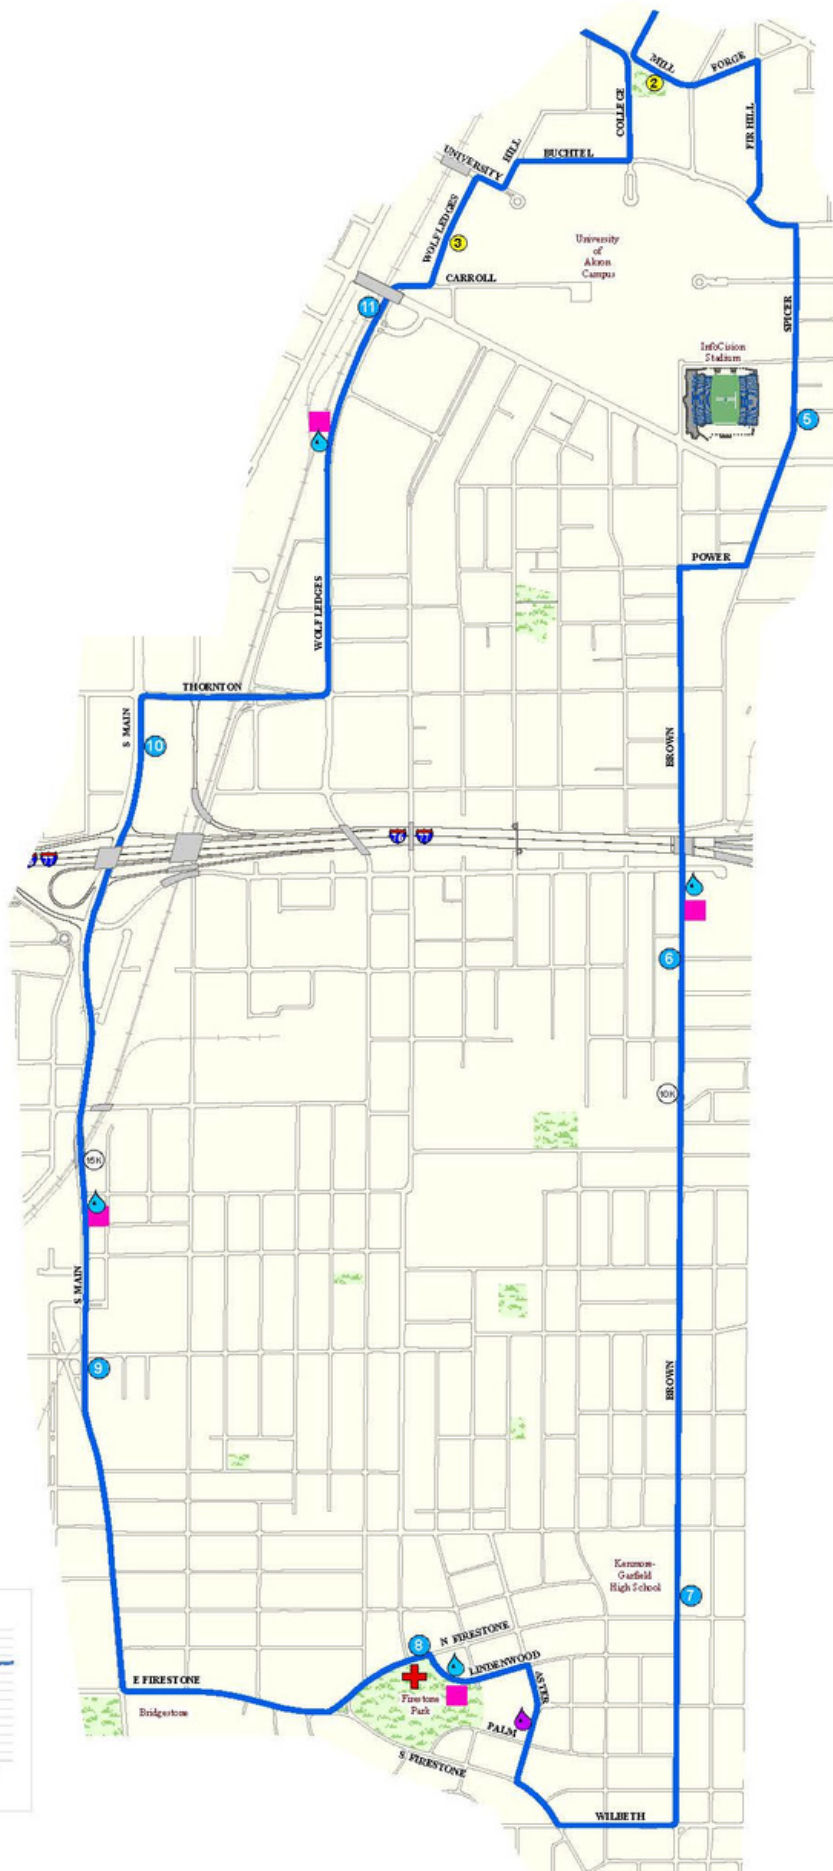 MILL
FORGE
2
COLLEGE
FIR HILL
HILL
BUCHTEL
UNIVERSITY
WOLF LEDGES
3
University
of
Akron
Campus
CARROLL
11
SPICER
InfoCision
Stadium
5
POWER
WOLF LEDGES
THORNTON
S MAIN
10
BROWN
76
77
6
10K
15K
S MAIN
9
BROWN
Kenmore-
Garfield
High School
7
8
N FIRESTONE
LINDENWOOD
ASTER
E FIRESTONE
Bridgestone
Firestone
Park
PALM
S FIRESTONE
WILBETH